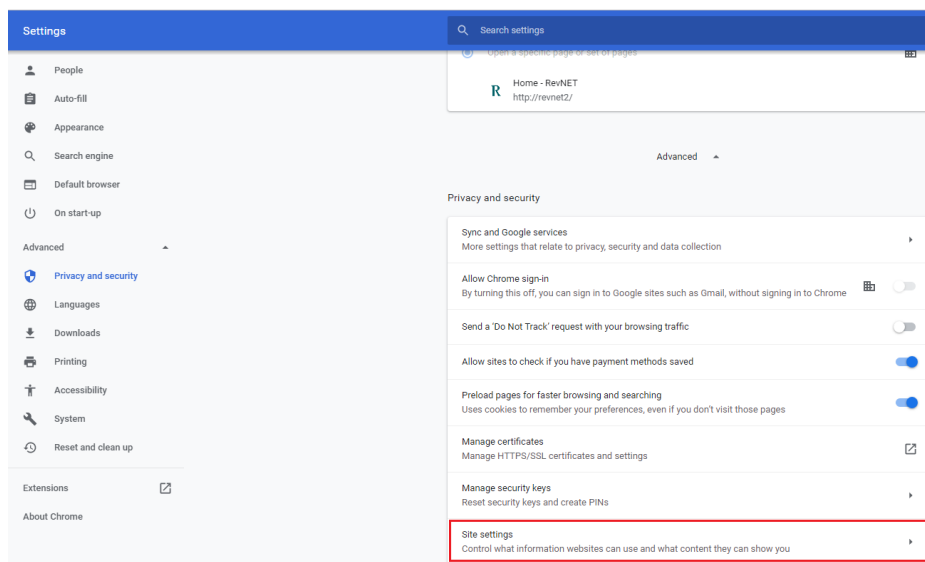 Settings
Search settings
People
Auto-fill
Appearance
Search engine
Default browser
On start-up
Advanced
Privacy and security
Languages
Downloads
Printing
Accessibility
System
Reset and clean up
Extensions
About Chrome
Open a specific page or set of pages
R
Home - RevNET
http://revnet2/
Advanced
Privacy and security
Sync and Google services
More settings that relate to privacy, security and data collection
Allow Chrome sign-in
By turning this off, you can sign in to Google sites such as Gmail, without signing in to Chrome
Send a 'Do Not Track' request with your browsing traffic
Allow sites to check if you have payment methods saved
Preload pages for faster browsing and searching
Uses cookies to remember your preferences, even if you don't visit those pages
Manage certificates
Manage HTTPS/SSL certificates and settings
Manage security keys
Reset security keys and create PINs
Site settings
Control what information websites can use and what content they can show you